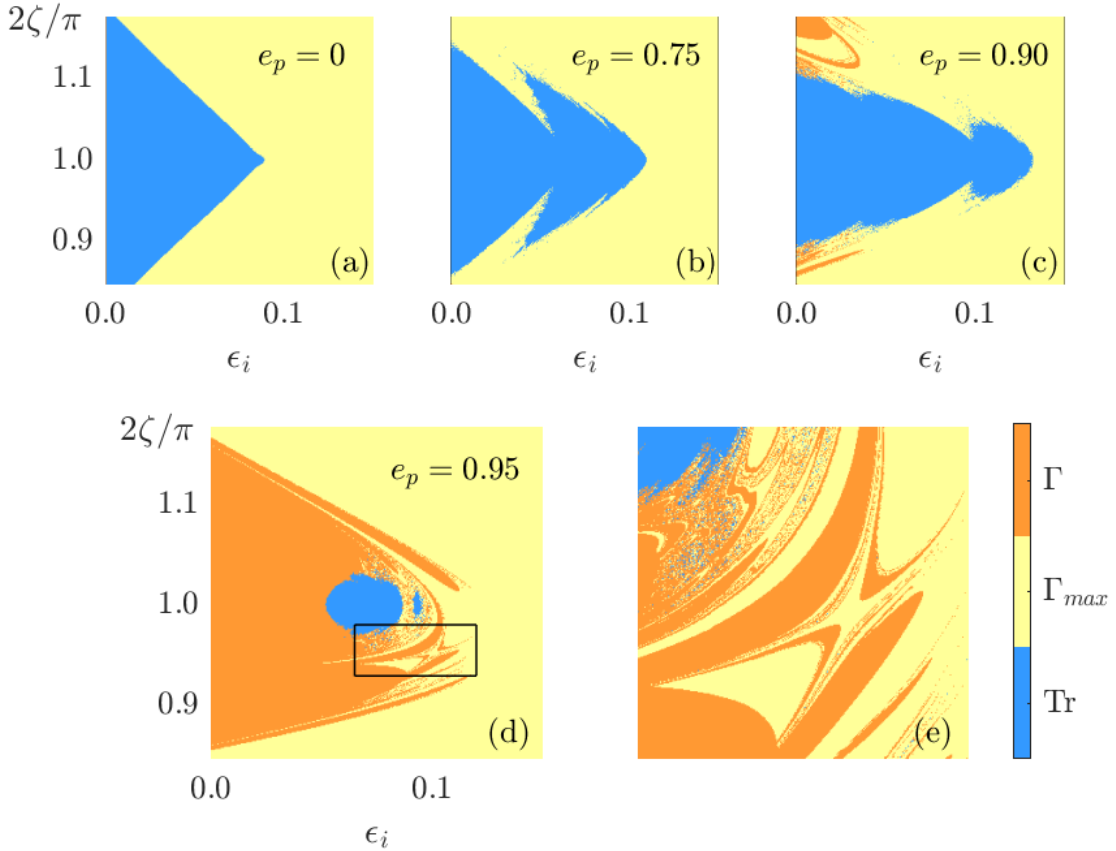 2ζ/π
e_p = 0
e_p = 0.75
e_p = 0.90
1.1
1.0
0.9
(a)
(b)
(c)
0.0
0.1
0.0
0.1
0.0
0.1
ϵ_i
ϵ_i
ϵ_i
2ζ/π
e_p = 0.95
1.1
1.0
0.9
(d)
0.0
0.1
ϵ_i
(e)
Γ
Γ_max
Tr